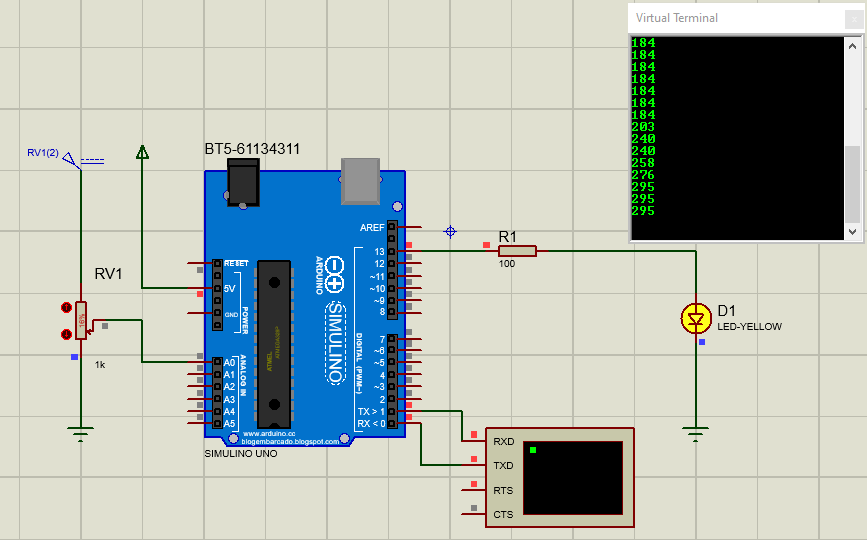 Virtual Terminal
184
184
184
184
184
184
184
203
240
240
258
276
295
295
295
BT5-61134311
RV1(2)
AREF
13
12
~11
~10
~9
8
RESET
5V
GND
POWER
ARDUINO
SIMULINO
ATMEL
DIGITAL (PWM~)
7
~6
~5
4
~3
2
TX > 1
RX < 0
ANALOG IN
A0
A1
A2
A3
A4
A5
www.arduino.cc
blogembarcado.blogspot.com
SIMULINO UNO
RV1
16%
1k
R1
100
D1
LED-YELLOW
RXD
TXD
RTS
CTS